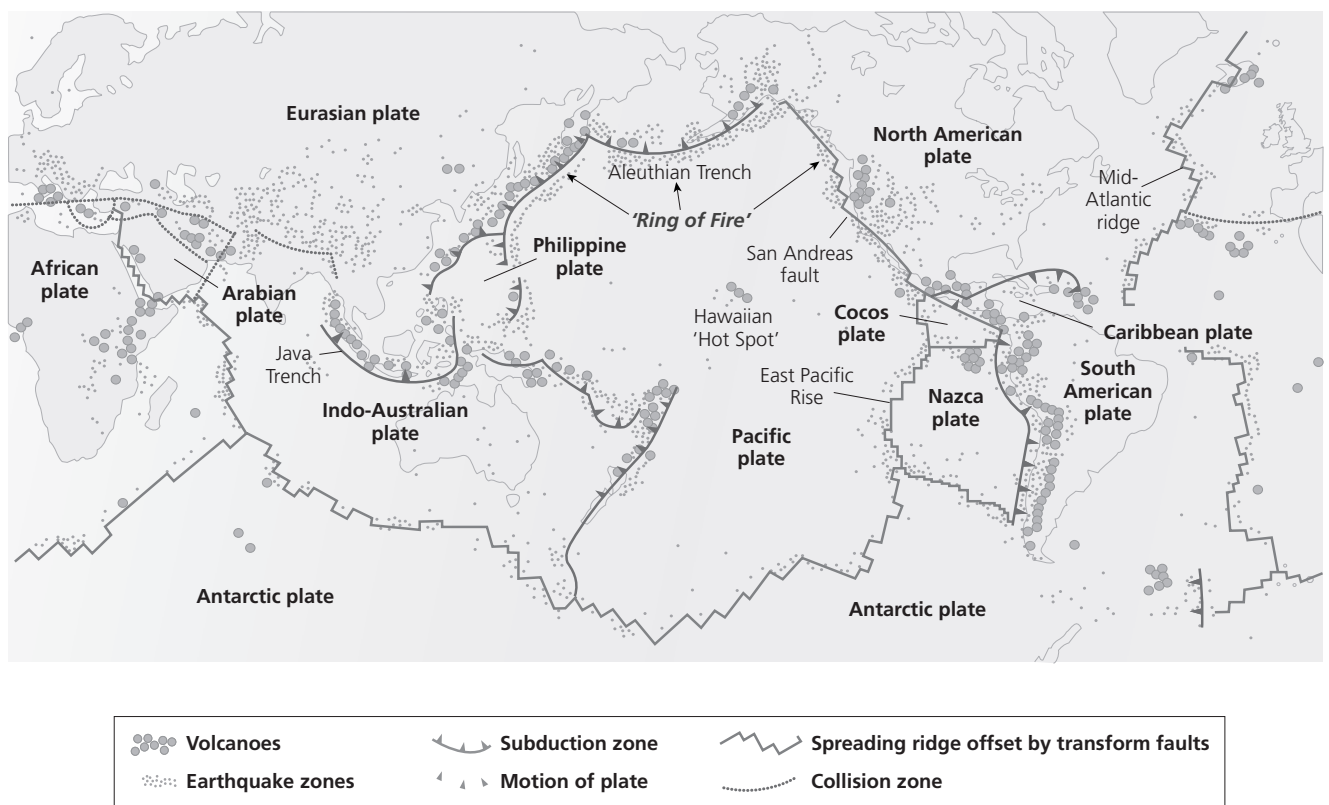 Eurasian plate
North American
plate
Aleuthian Trench
Mid-
Atlantic
ridge
'Ring of Fire'
African
plate
Philippine
plate
San Andreas
fault
Arabian
plate
Hawaiian
'Hot Spot'
Cocos
plate
Caribbean plate
Java
Trench
East Pacific
Rise
South
American
plate
Nazca
plate
Indo-Australian
plate
Pacific
plate
Antarctic plate
Antarctic plate
Volcanoes
Subduction zone
Spreading ridge offset by transform faults
Earthquake zones
Motion of plate
Collision zone